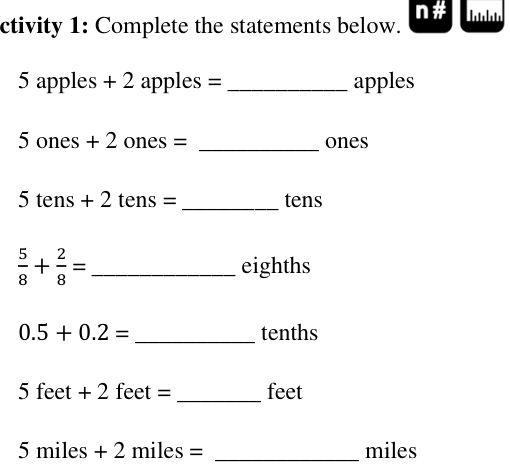 ctivity 1: Complete the statements below.
n#
5 apples + 2 apples = __________ apples
5 ones + 2 ones = __________ ones
5 tens + 2 tens = ________ tens
5/8 + 2/8 = ____________ eighths
0.5 + 0.2 = __________ tenths
5 feet + 2 feet = _______ feet
5 miles + 2 miles = ____________ miles